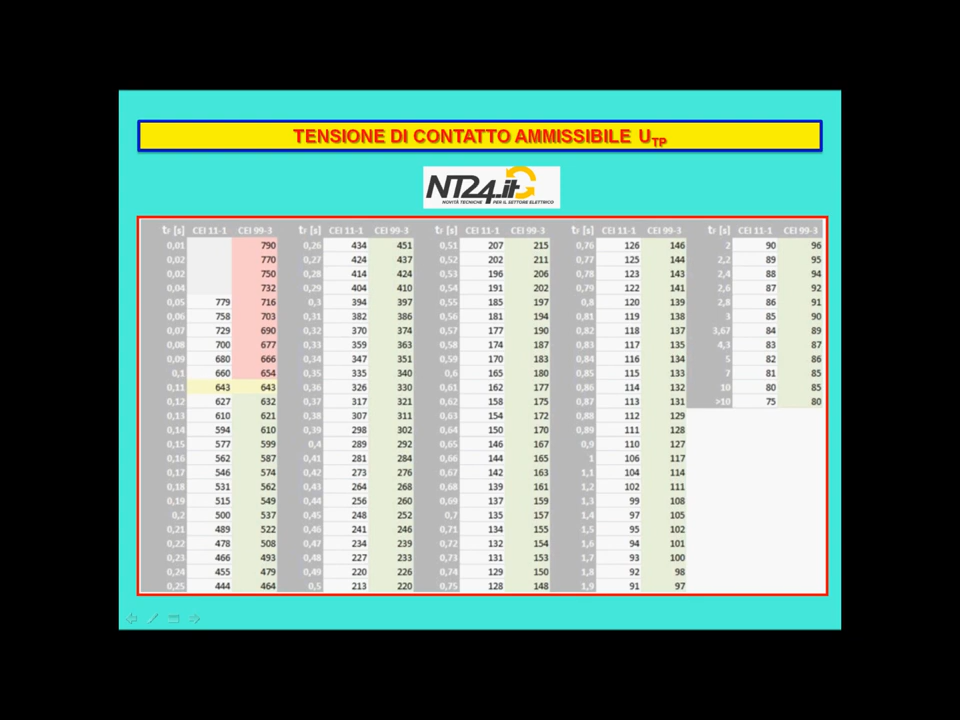 TENSIONE DI CONTATTO AMMISSIBILE UTP
NT24.it
NOVITÀ TECNICHE PER IL SETTORE ELETTRICO
tF [s] CEI 11-1 CEI 99-3 tF [s] CEI 11-1 CEI 99-3 tF [s] CEI 11-1 CEI 99-3 tF [s] CEI 11-1 CEI 99-3 tF [s] CEI 11-1 CEI 99-3
0,01 790 0,26 434 451 0,51 207 215 0,76 126 146 2 90 96
0,02 770 0,27 424 437 0,52 202 211 0,77 125 144 2,2 89 95
0,02 750 0,28 414 424 0,53 196 206 0,78 123 143 2,4 88 94
0,04 732 0,29 404 410 0,54 191 202 0,79 122 141 2,6 87 92
0,05 779 716 0,3 394 397 0,55 185 197 0,8 120 139 2,8 86 91
0,06 758 703 0,31 382 386 0,56 181 194 0,81 119 138 3 85 90
0,07 729 690 0,32 370 374 0,57 177 190 0,82 118 137 3,67 84 89
0,08 700 677 0,33 359 363 0,58 174 187 0,83 117 135 4,3 83 87
0,09 680 666 0,34 347 351 0,59 170 183 0,84 116 134 5 82 86
0,1 660 654 0,35 335 340 0,6 165 180 0,85 115 133 7 81 85
0,11 643 643 0,36 326 330 0,61 162 177 0,86 114 132 10 80 85
0,12 627 632 0,37 317 321 0,62 158 175 0,87 113 131 >10 75 80
0,13 610 621 0,38 307 311 0,63 154 172 0,88 112 129
0,14 594 610 0,39 298 302 0,64 150 170 0,89 111 128
0,15 577 599 0,4 289 292 0,65 146 167 0,9 110 127
0,16 562 587 0,41 281 284 0,66 144 165 1 106 117
0,17 546 574 0,42 273 276 0,67 142 163 1,1 104 114
0,18 531 562 0,43 264 268 0,68 139 161 1,2 102 111
0,19 515 549 0,44 256 260 0,69 137 159 1,3 99 108
0,2 500 537 0,45 248 252 0,7 135 157 1,4 97 105
0,21 489 522 0,46 241 246 0,71 134 155 1,5 95 102
0,22 478 508 0,47 234 239 0,72 132 154 1,6 94 101
0,23 466 493 0,48 227 233 0,73 131 153 1,7 93 100
0,24 455 479 0,49 220 226 0,74 129 150 1,8 92 98
0,25 444 464 0,5 213 220 0,75 128 148 1,9 91 97